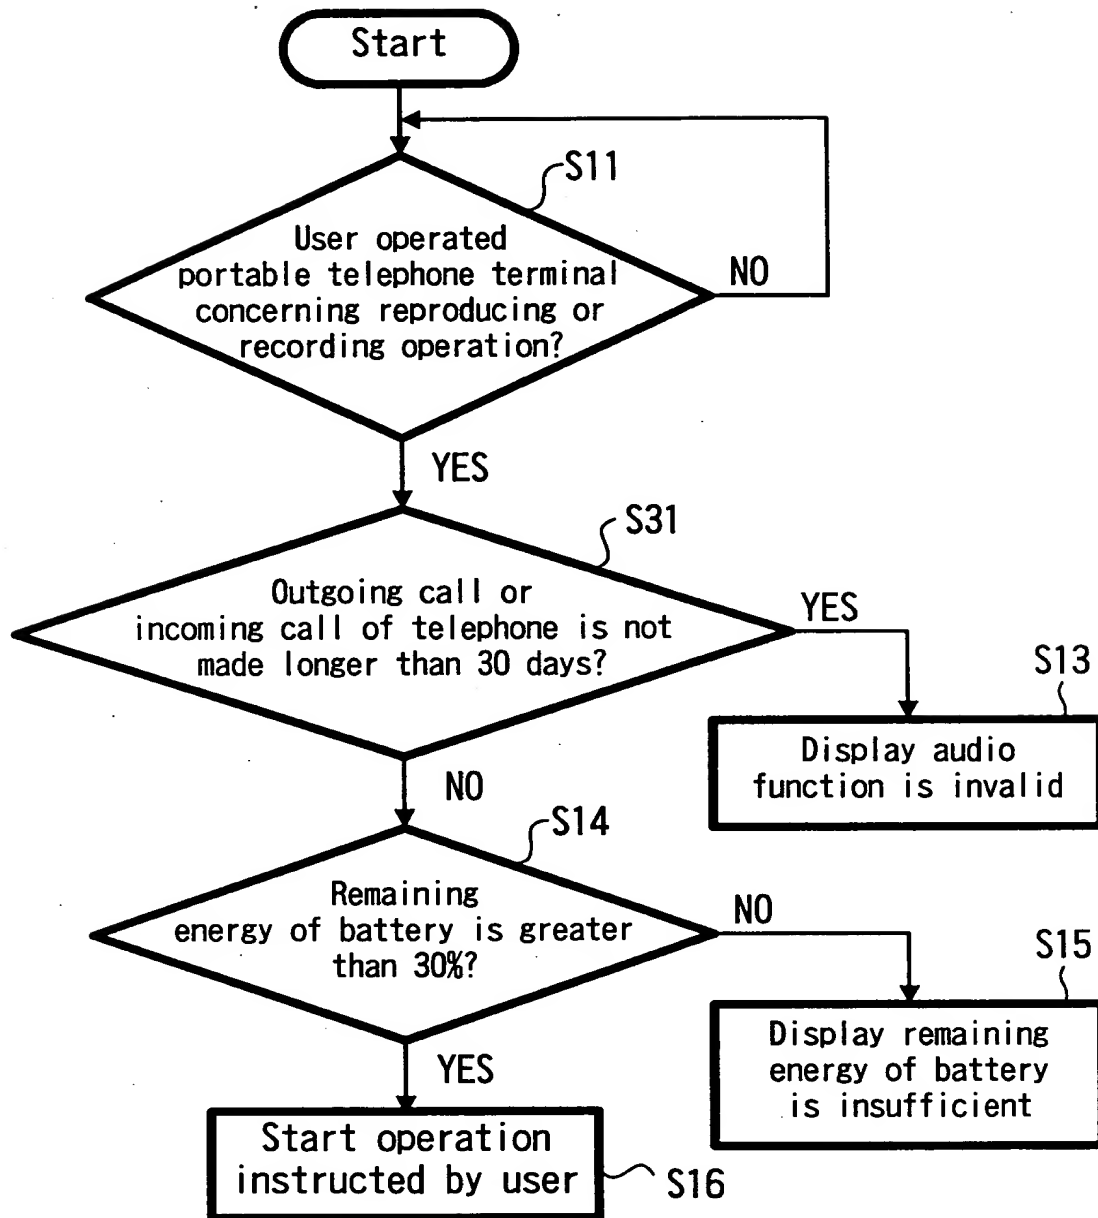 Start
S11
User operated
portable telephone terminal
concerning reproducing or
recording operation?
NO
YES
S31
Outgoing call or
incoming call of telephone is not
made longer than 30 days?
YES
S13
Display audio
function is invalid
NO
S14
Remaining
energy of battery is greater
than 30%?
NO
S15
Display remaining
energy of battery
is insufficient
YES
Start operation
instructed by user
S16